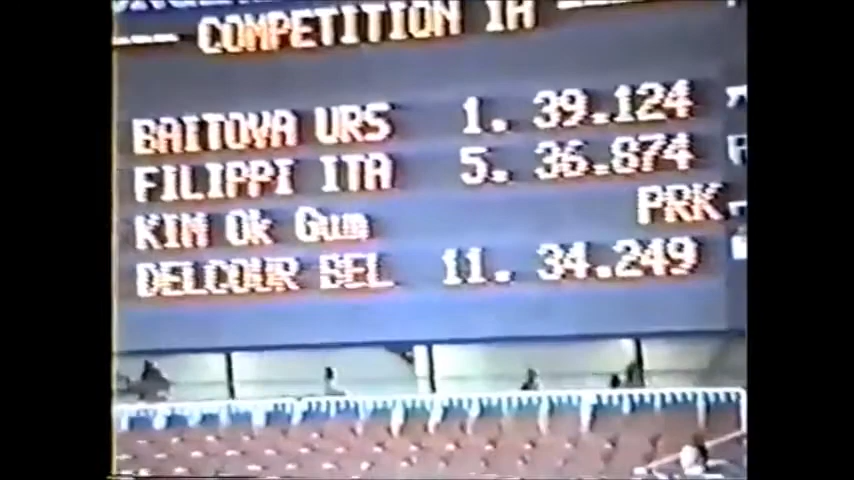 --- COMPETITION 1A ---
BAITOVA URS 1. 39.124
FILIPPI ITA 5. 36.874
KIM Ok Gum PRK
DELCOUR BEL 11. 34.249